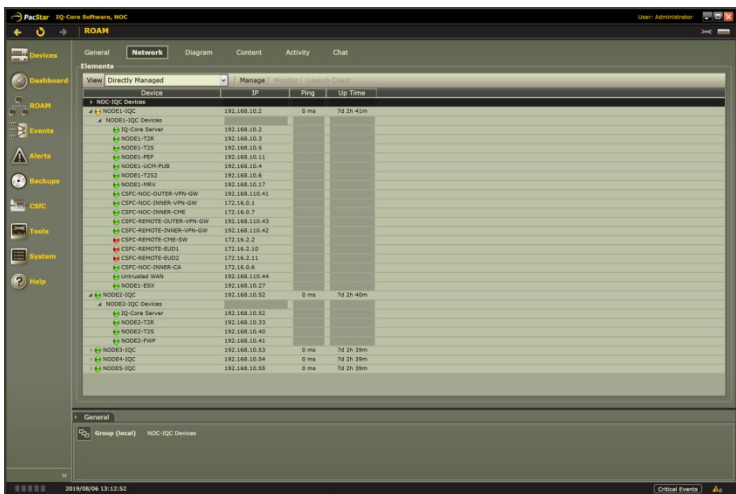 PacStar IQ-Core Software, NOC
User: Administrator
ROAM
Devices
Dashboard
ROAM
Events
Alerts
Backups
CSfC
Tools
System
Help
General Network Diagram Content Activity Chat
Elements
View Directly Managed Manage Monitor Launch Client
Device IP Ping Up Time
NOC-IQC Devices
NODE1-IQC 192.168.10.2 0 ms 7d 2h 41m
NODE1-IQC Devices
IQ-Core Server 192.168.10.2
NODE1-T2R 192.168.10.3
NODE1-T2S 192.168.10.5
NODE1-PEP 192.168.10.11
NODE1-UCM-PUB 192.168.10.4
NODE1-T2S2 192.168.10.6
NODE1-MRV 192.168.10.17
CSFC-NOC-OUTER-VPN-GW 192.168.110.41
CSFC-NOC-INNER-VPN-GW 172.16.0.1
CSFC-NOC-INNER-CME 172.16.0.7
CSFC-REMOTE-OUTER-VPN-GW 192.168.110.43
CSFC-REMOTE-INNER-VPN-GW 192.168.110.42
CSFC-REMOTE-CME-SW 172.16.2.2
CSFC-REMOTE-EUD1 172.16.2.10
CSFC-REMOTE-EUD2 172.16.2.11
CSFC-NOC-INNER-CA 172.16.0.6
Untrusted WAN 192.168.110.44
NODE1-ESX 192.168.10.27
NODE2-IQC 192.168.10.52 0 ms 7d 2h 40m
NODE2-IQC Devices
IQ-Core Server 192.168.10.52
NODE2-T2R 192.168.10.33
NODE2-T2S 192.168.10.40
NODE2-FWF 192.168.10.41
NODE3-IQC 192.168.10.53 0 ms 7d 2h 39m
NODE4-IQC 192.168.10.54 0 ms 7d 2h 39m
NODE5-IQC 192.168.10.55 0 ms 7d 2h 39m
General
Group (local) NOC-IQC Devices
2019/08/06 13:12:52
Critical Events